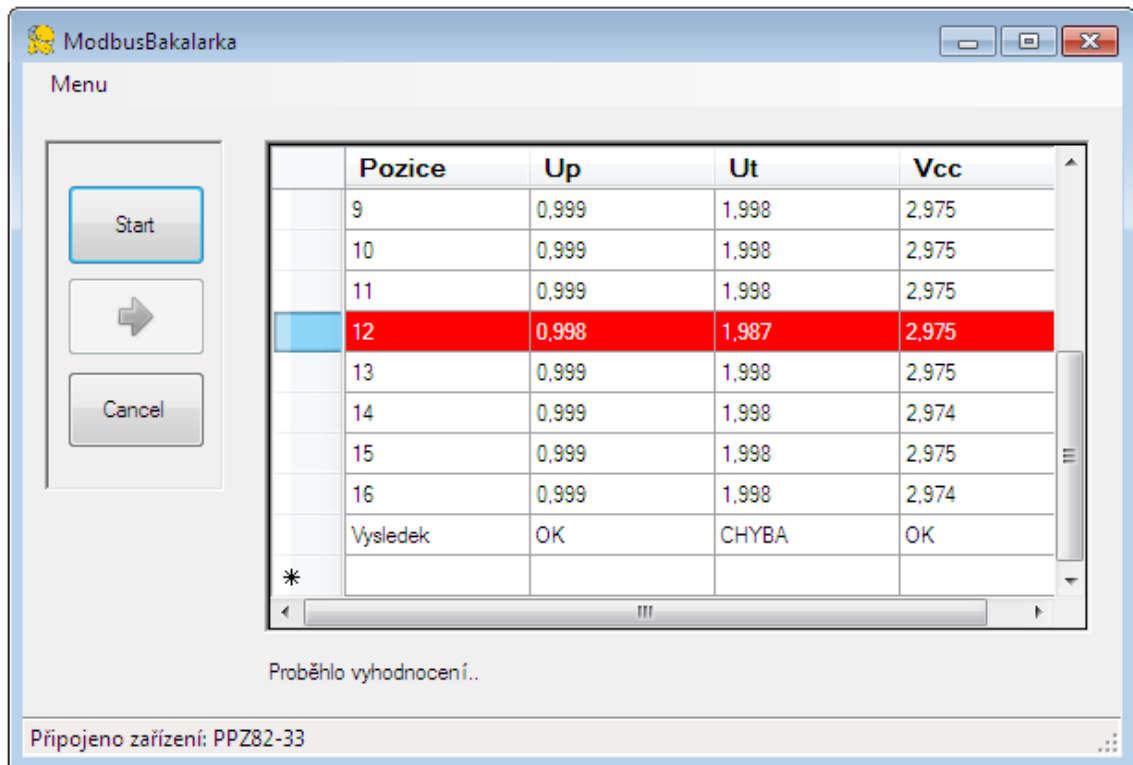 ModbusBakalarka
Menu
Start
Cancel
Pozice Up Ut Vcc
9 0,999 1,998 2,975
10 0,999 1,998 2,975
11 0,999 1,998 2,975
12 0,998 1,987 2,975
13 0,999 1,998 2,975
14 0,999 1,998 2,974
15 0,999 1,998 2,975
16 0,999 1,998 2,974
Vysledek OK CHYBA OK
Proběhlo vyhodnocení..
Připojeno zařízení: PPZ82-33